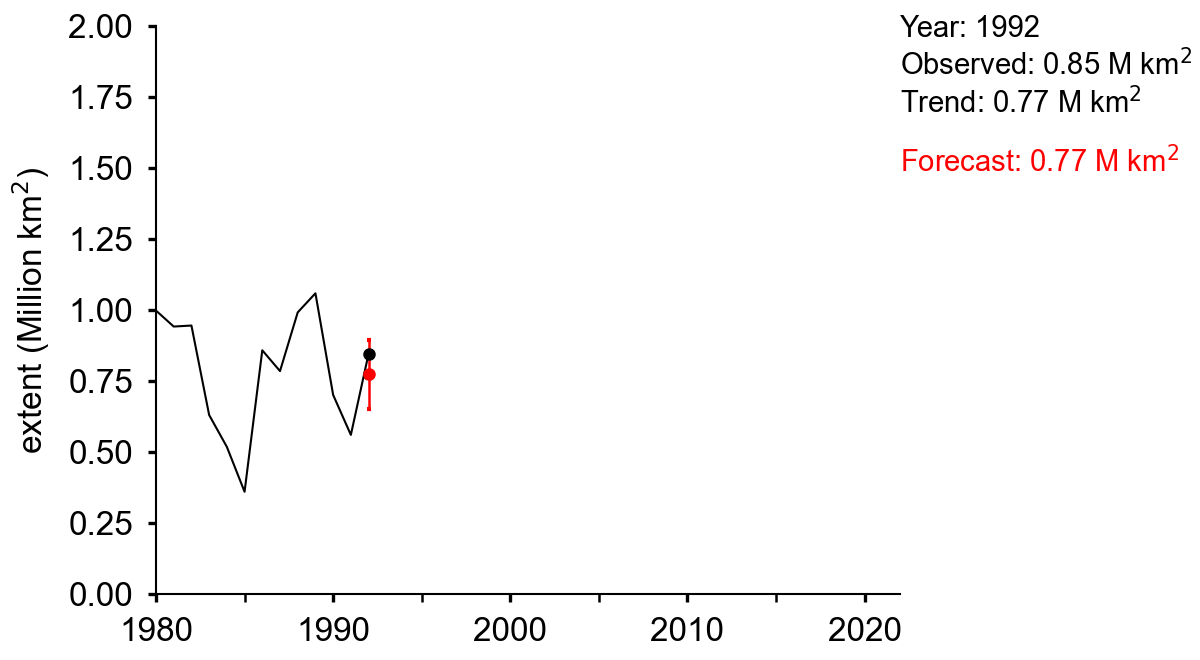 2.00
1.75
1.50
1.25
1.00
0.75
0.50
0.25
0.00
extent (Million km²)
1980 1990 2000 2010 2020
Year: 1992
Observed: 0.85 M km²
Trend: 0.77 M km²
Forecast: 0.77 M km²